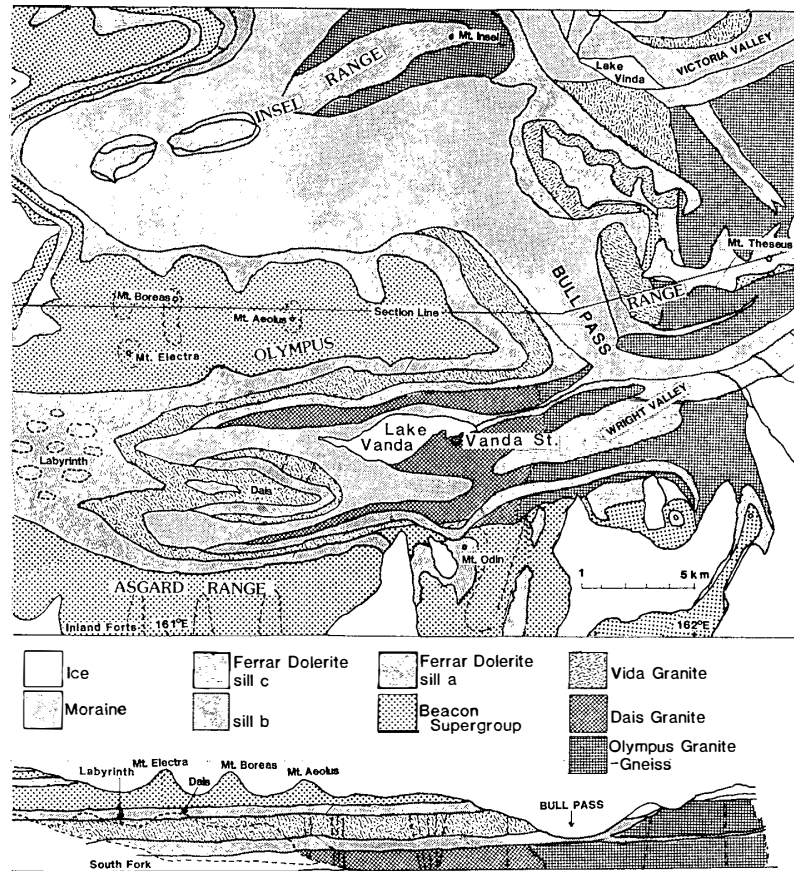 Mt. Insel
INSEL RANGE
Lake
Vinda
VICTORIA VALLEY
Mt. Theseus
BULL PASS
RANGE
Mt. Boreas
Mt. Aeolus
Section Line
Mt. Electra
OLYMPUS
WRIGHT VALLEY
Lake
Vanda
Vanda St.
Labyrinth
Dais
Mt. Odin
1 5 km
ASGARD RANGE
Inland Forts 161°E
162°E
Ice
Moraine
Ferrar Dolerite
sill c
sill b
Ferrar Dolerite
sill a
Beacon
Supergroup
Vida Granite
Dais Granite
Olympus Granite
-Gneiss
Mt. Electra
Mt. Boreas
Labyrinth
Dais
Mt. Aeolus
BULL PASS
South Fork